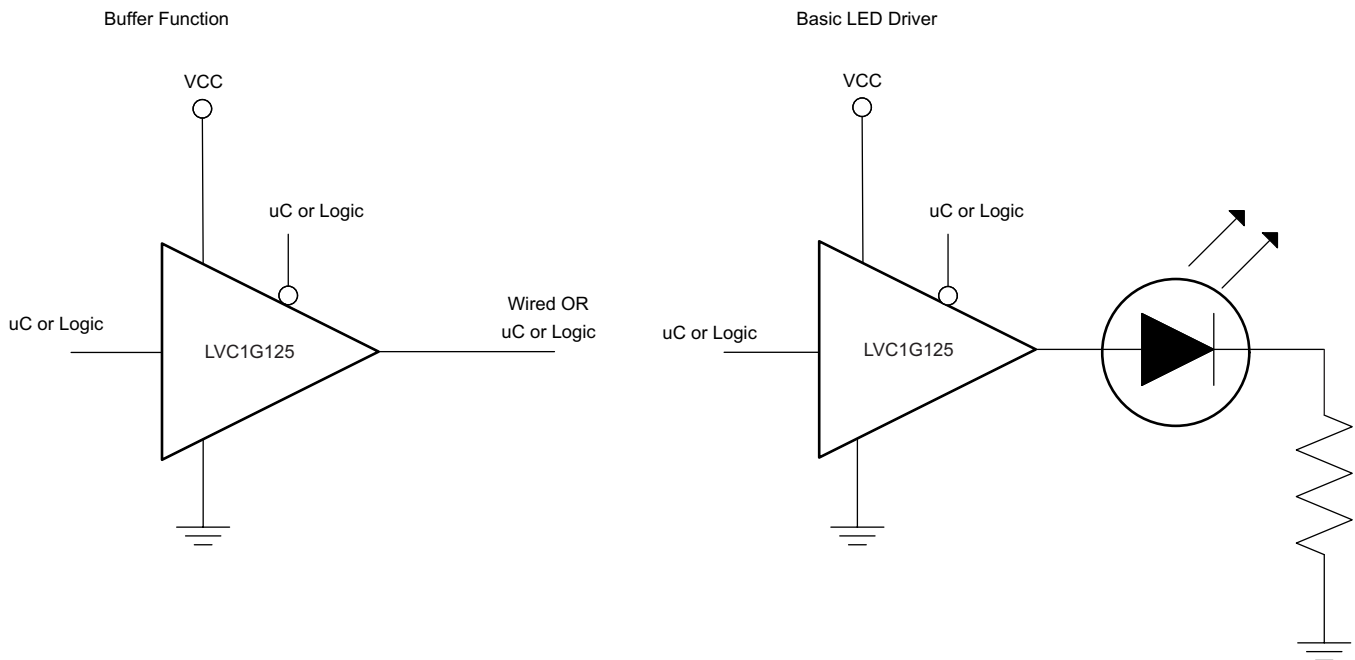 Buffer Function
VCC
uC or Logic
uC or Logic
LVC1G125
Wired OR
uC or Logic
Basic LED Driver
VCC
uC or Logic
uC or Logic
LVC1G125